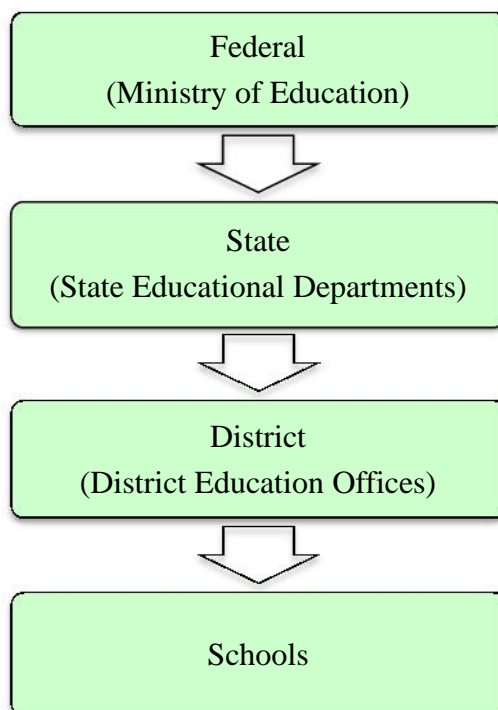 Federal
(Ministry of Education)
State
(State Educational Departments)
District
(District Education Offices)
Schools